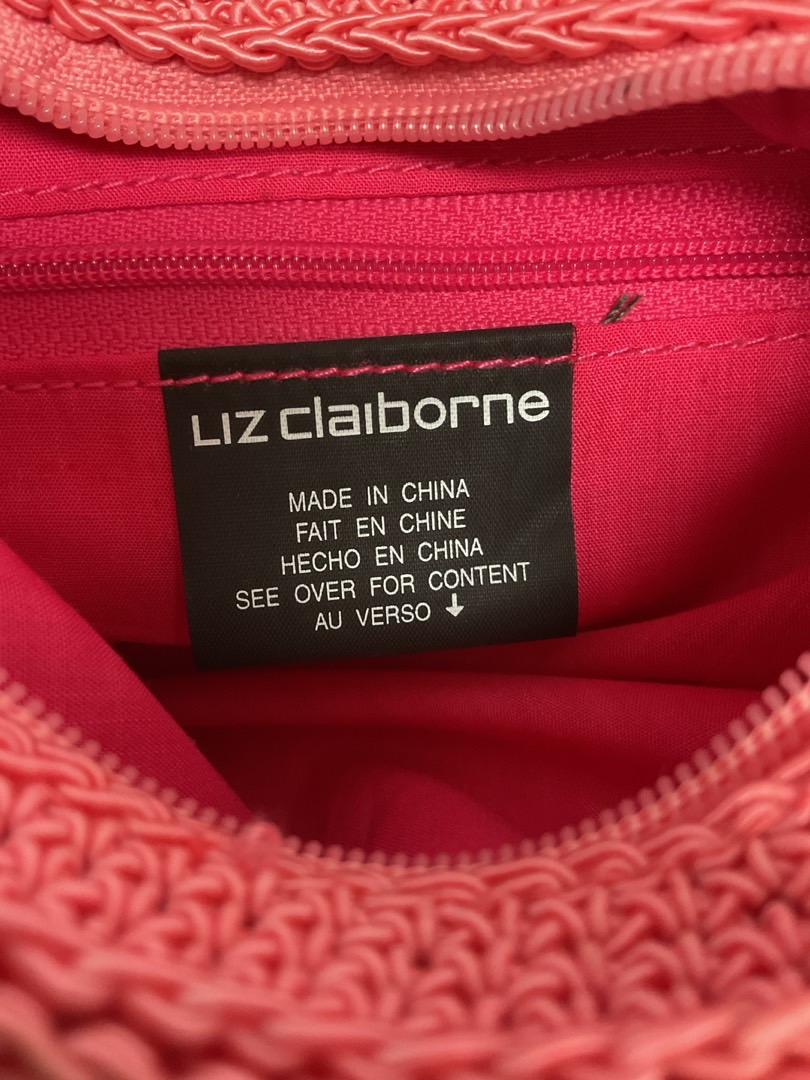 Liz claiborne
MADE IN CHINA
FAIT EN CHINE
HECHO EN CHINA
SEE OVER FOR CONTENT
AU VERSO ↓